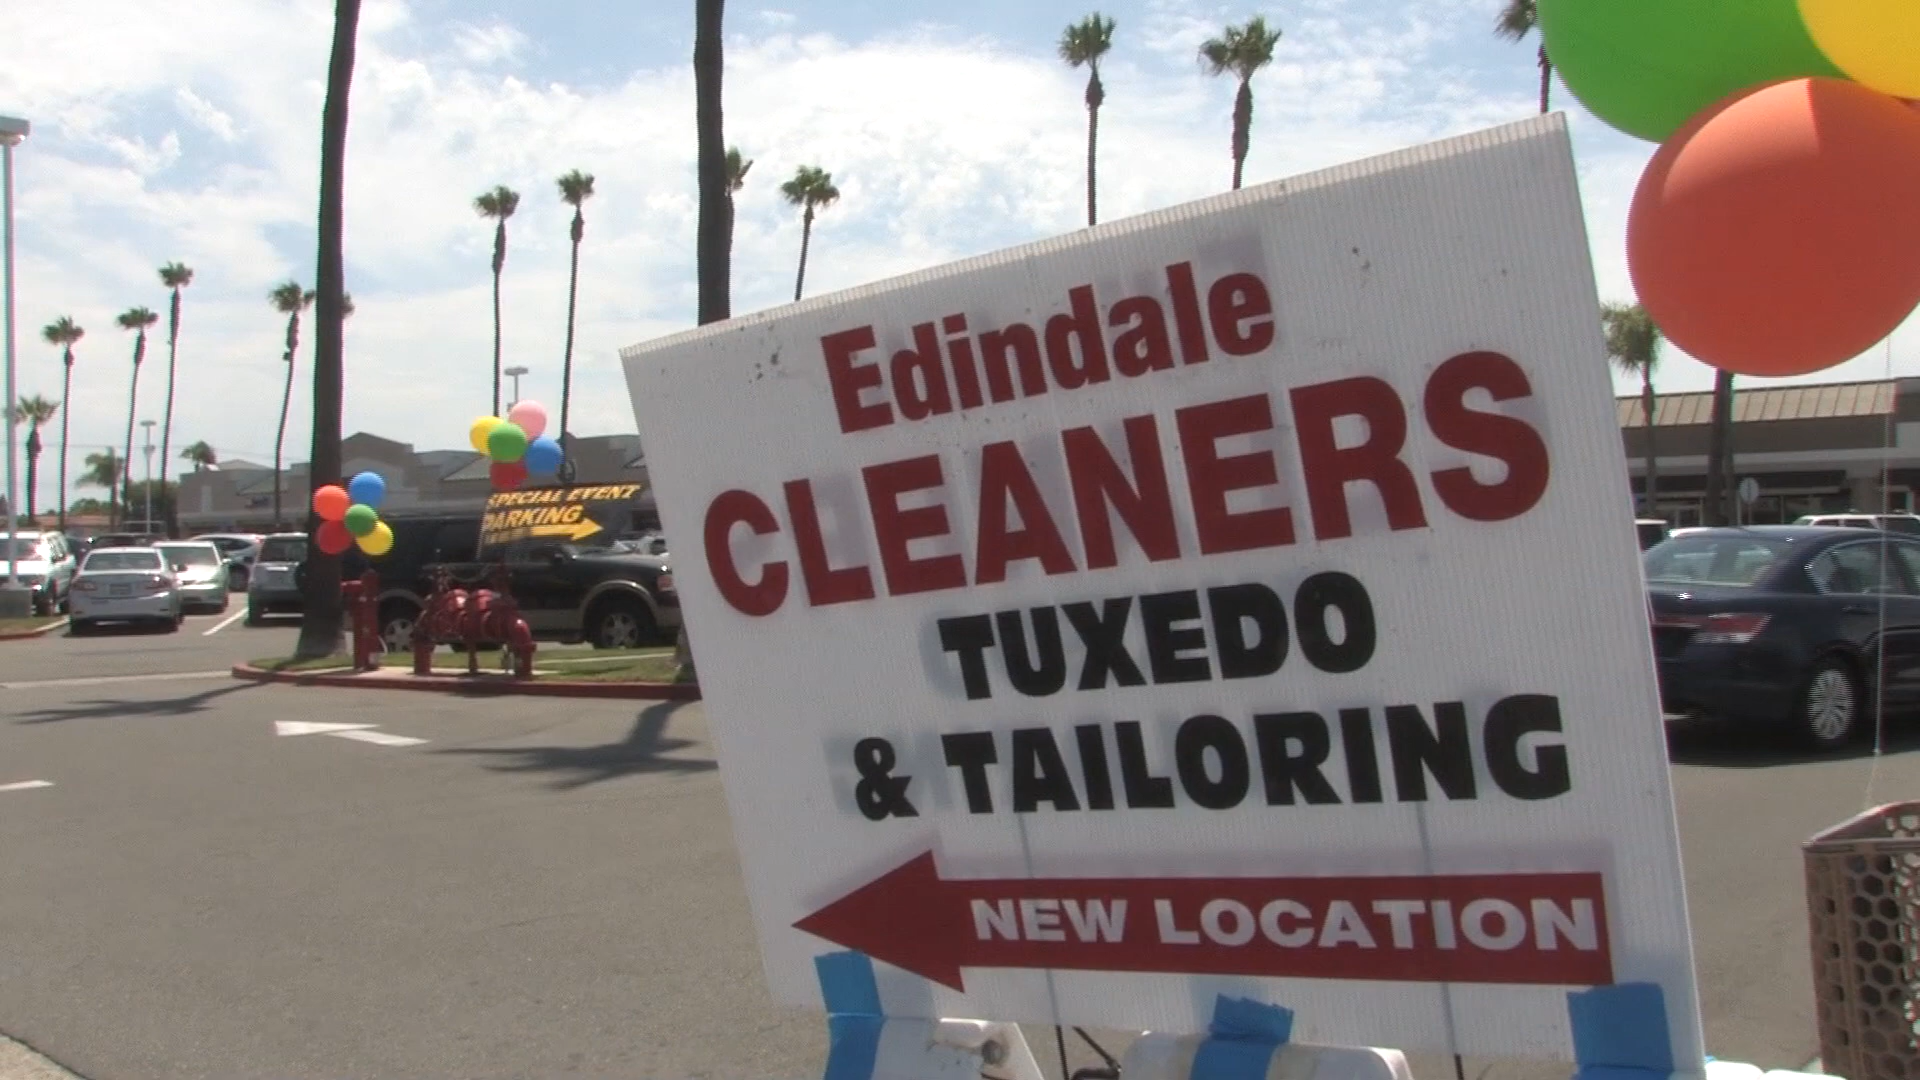 Edindale
CLEANERS
TUXEDO
& TAILORING
NEW LOCATION
SPECIAL EVENT
PARKING